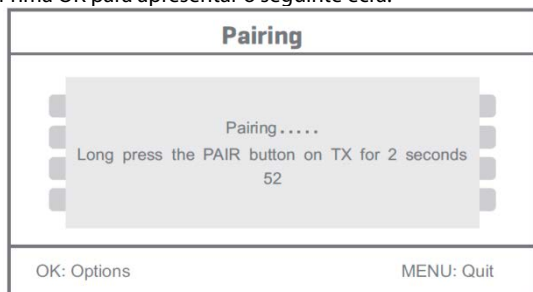 OK para apresentar o seguinte ecrã.
Pairing
Pairing.....
Long press the PAIR button on TX for 2 seconds
52
OK: Options
MENU: Quit